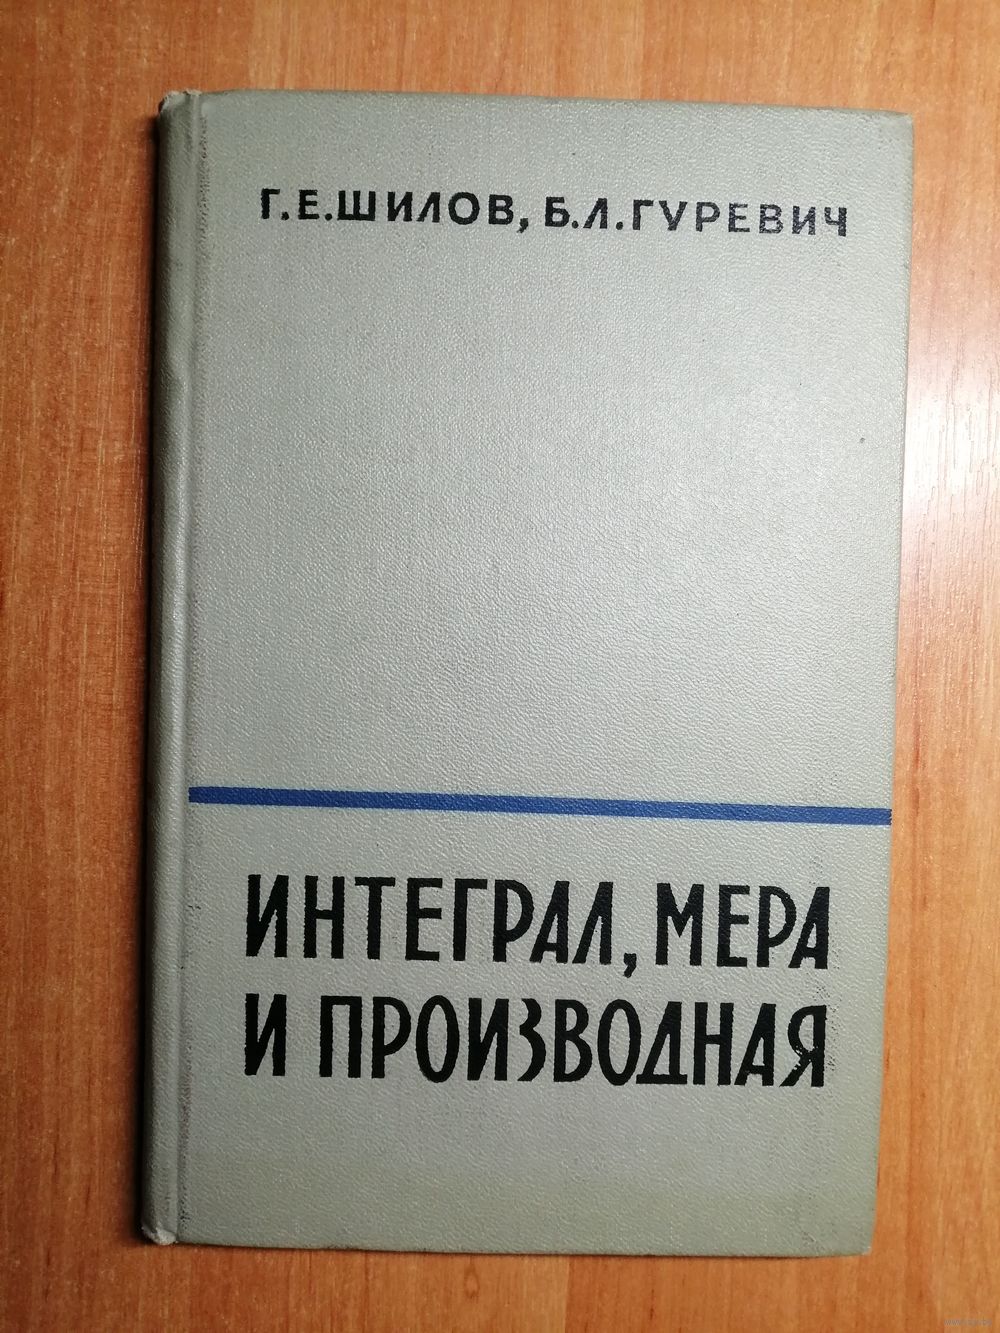 Г.Е.ШИЛОВ, Б.Л.ГУРЕВИЧ
ИНТЕГРАЛ, МЕРА
И ПРОИЗВОДНАЯ